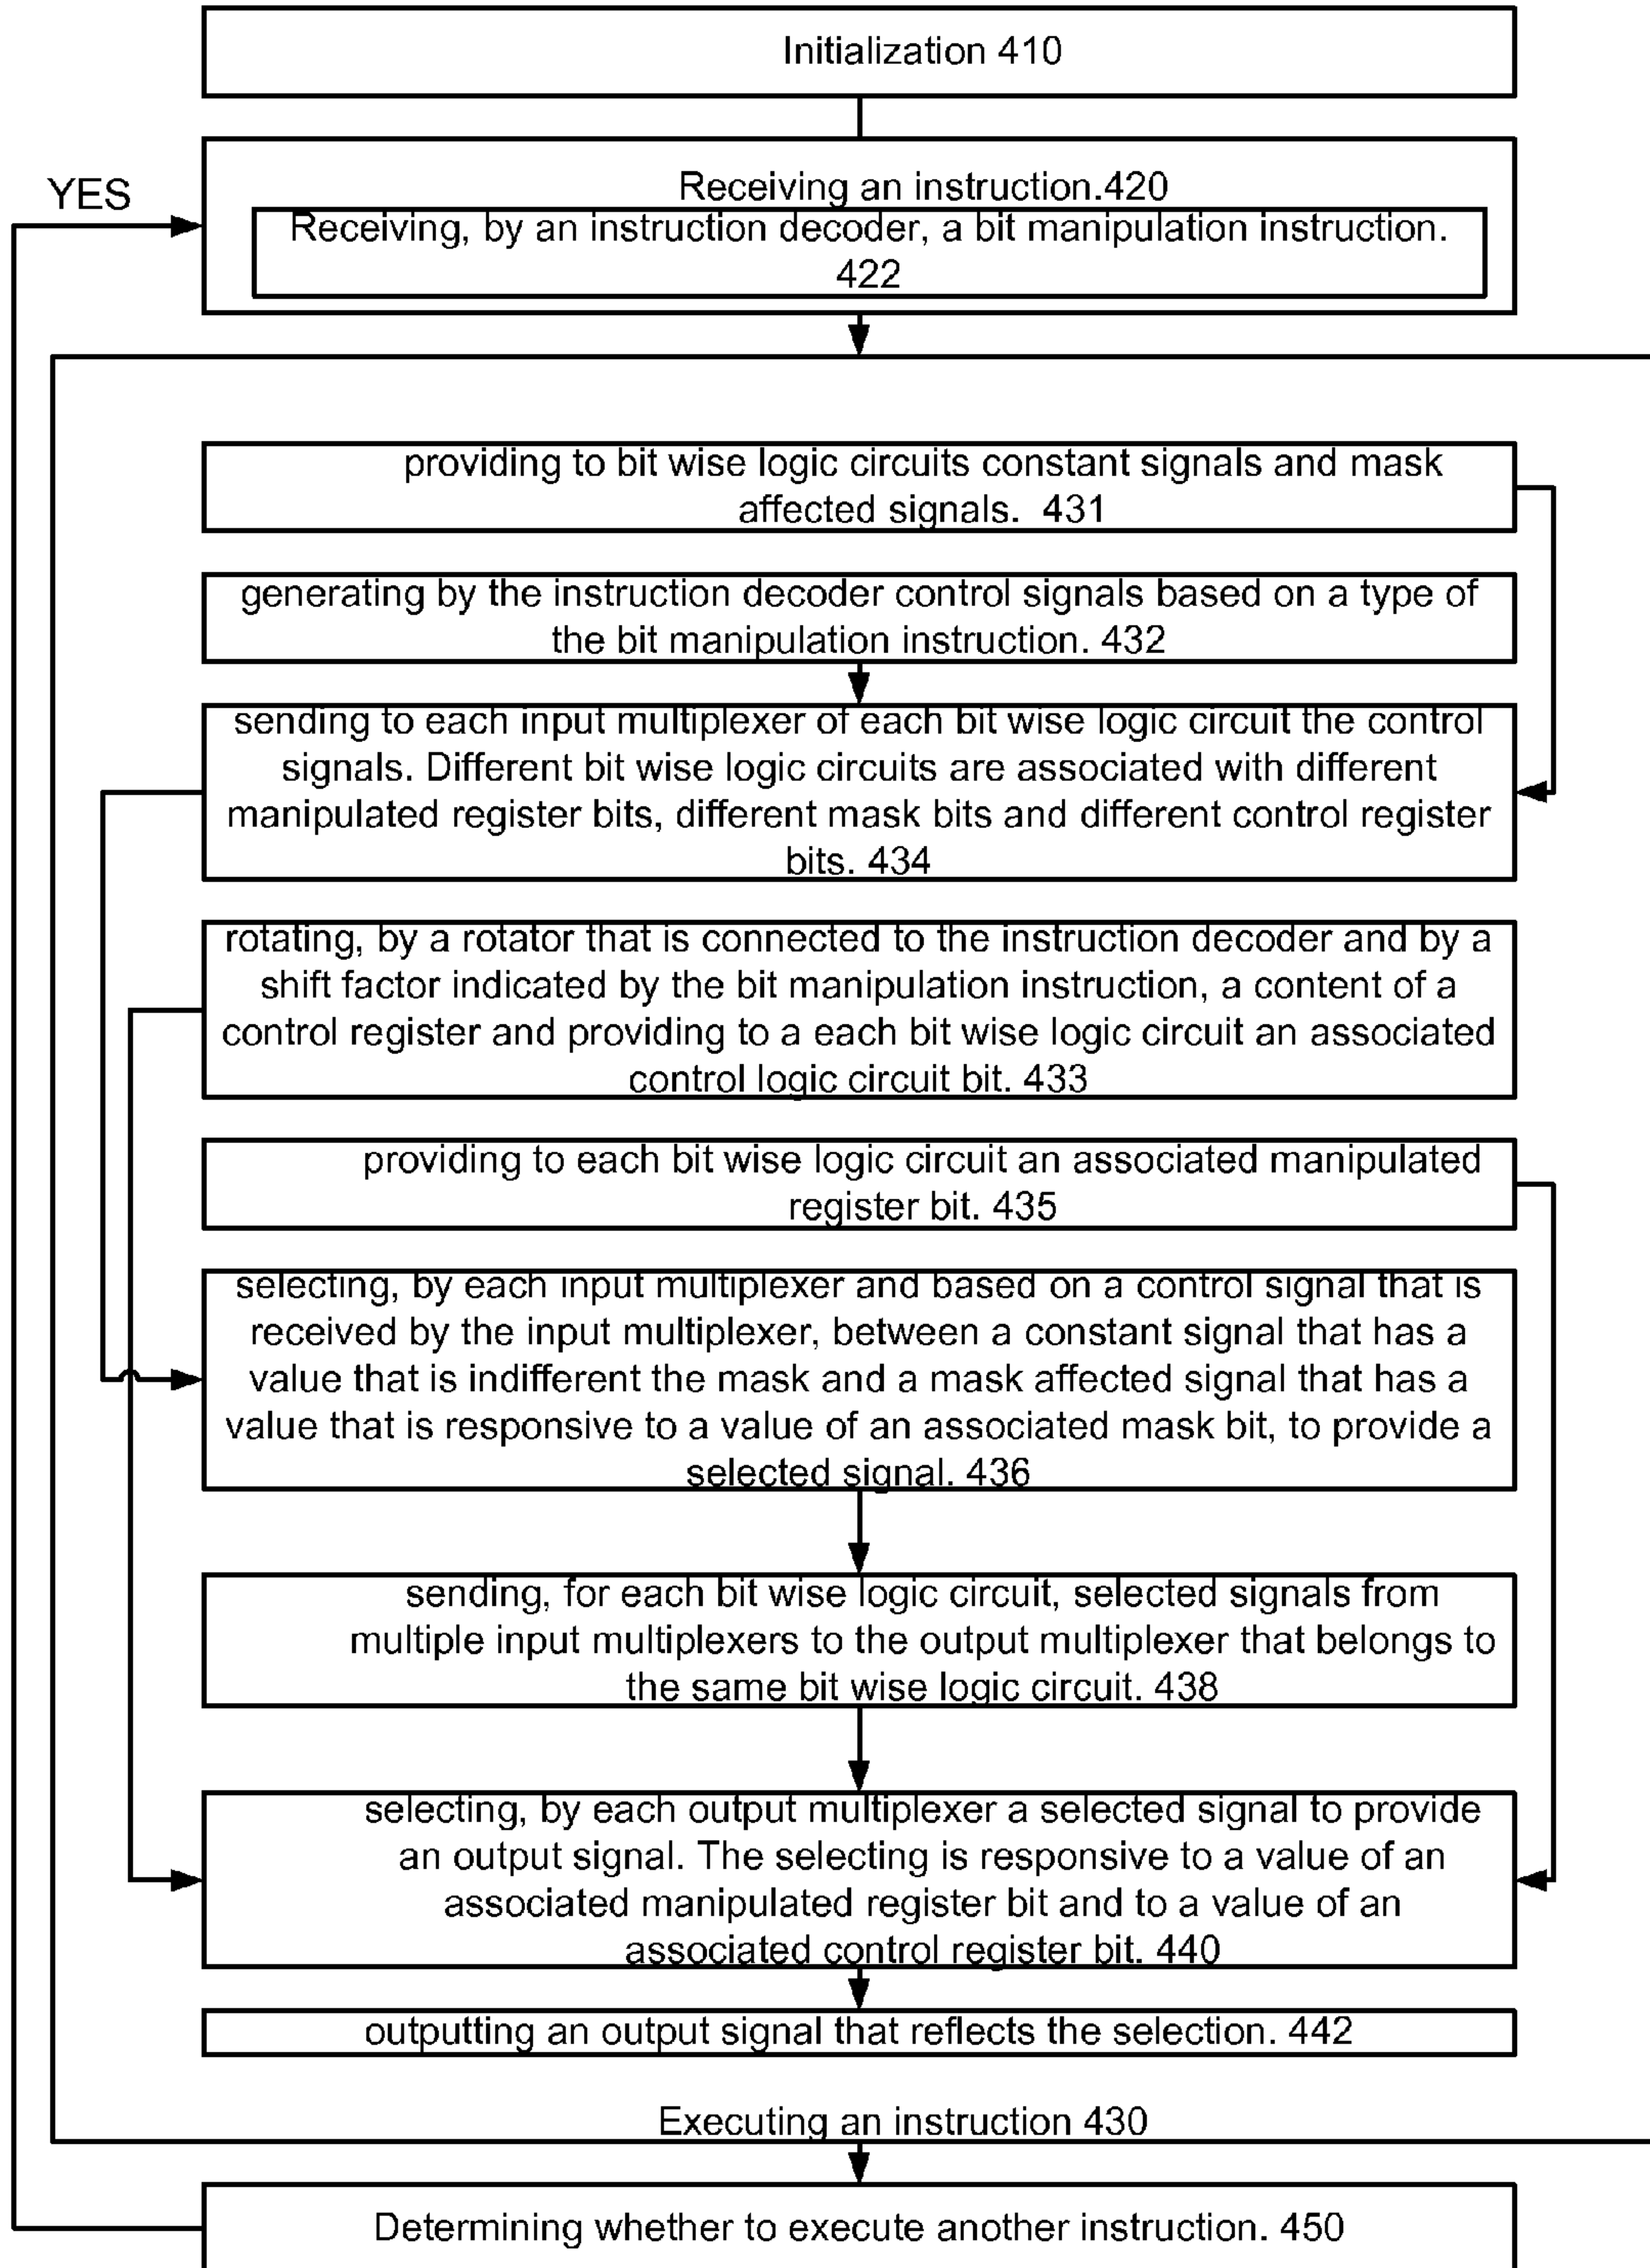 Initialization 410
YES
Receiving an instruction.420
Receiving, by an instruction decoder, a bit manipulation instruction.
422
providing to bit wise logic circuits constant signals and mask
affected signals. 431
generating by the instruction decoder control signals based on a type of
the bit manipulation instruction. 432
sending to each input multiplexer of each bit wise logic circuit the control
signals. Different bit wise logic circuits are associated with different
manipulated register bits, different mask bits and different control register
bits. 434
rotating, by a rotator that is connected to the instruction decoder and by a
shift factor indicated by the bit manipulation instruction, a content of a
control register and providing to a each bit wise logic circuit an associated
control logic circuit bit. 433
providing to each bit wise logic circuit an associated manipulated
register bit. 435
selecting, by each input multiplexer and based on a control signal that is
received by the input multiplexer, between a constant signal that has a
value that is indifferent the mask and a mask affected signal that has a
value that is responsive to a value of an associated mask bit, to provide a
selected signal. 436
sending, for each bit wise logic circuit, selected signals from
multiple input multiplexers to the output multiplexer that belongs to
the same bit wise logic circuit. 438
selecting, by each output multiplexer a selected signal to provide
an output signal. The selecting is responsive to a value of an
associated manipulated register bit and to a value of an
associated control register bit. 440
outputting an output signal that reflects the selection. 442
Executing an instruction 430
Determining whether to execute another instruction. 450